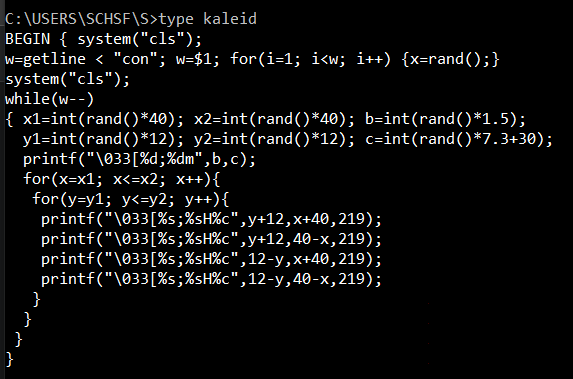 C:\USERS\SCHSF\S>type kaleid
BEGIN { system("cls");
w=getline < "con"; w=$1; for(i=1; i<w; i++) {x=rand();}
system("cls");
while(w--)
{ x1=int(rand()*40); x2=int(rand()*40); b=int(rand()*1.5);
  y1=int(rand()*12); y2=int(rand()*12); c=int(rand()*7.3+30);
  printf("\033[%d;%dm",b,c);
  for(x=x1; x<=x2; x++){
   for(y=y1; y<=y2; y++){
    printf("\033[%s;%sH%c",y+12,x+40,219);
    printf("\033[%s;%sH%c",y+12,40-x,219);
    printf("\033[%s;%sH%c",12-y,x+40,219);
    printf("\033[%s;%sH%c",12-y,40-x,219);
   }
  }
 }
}